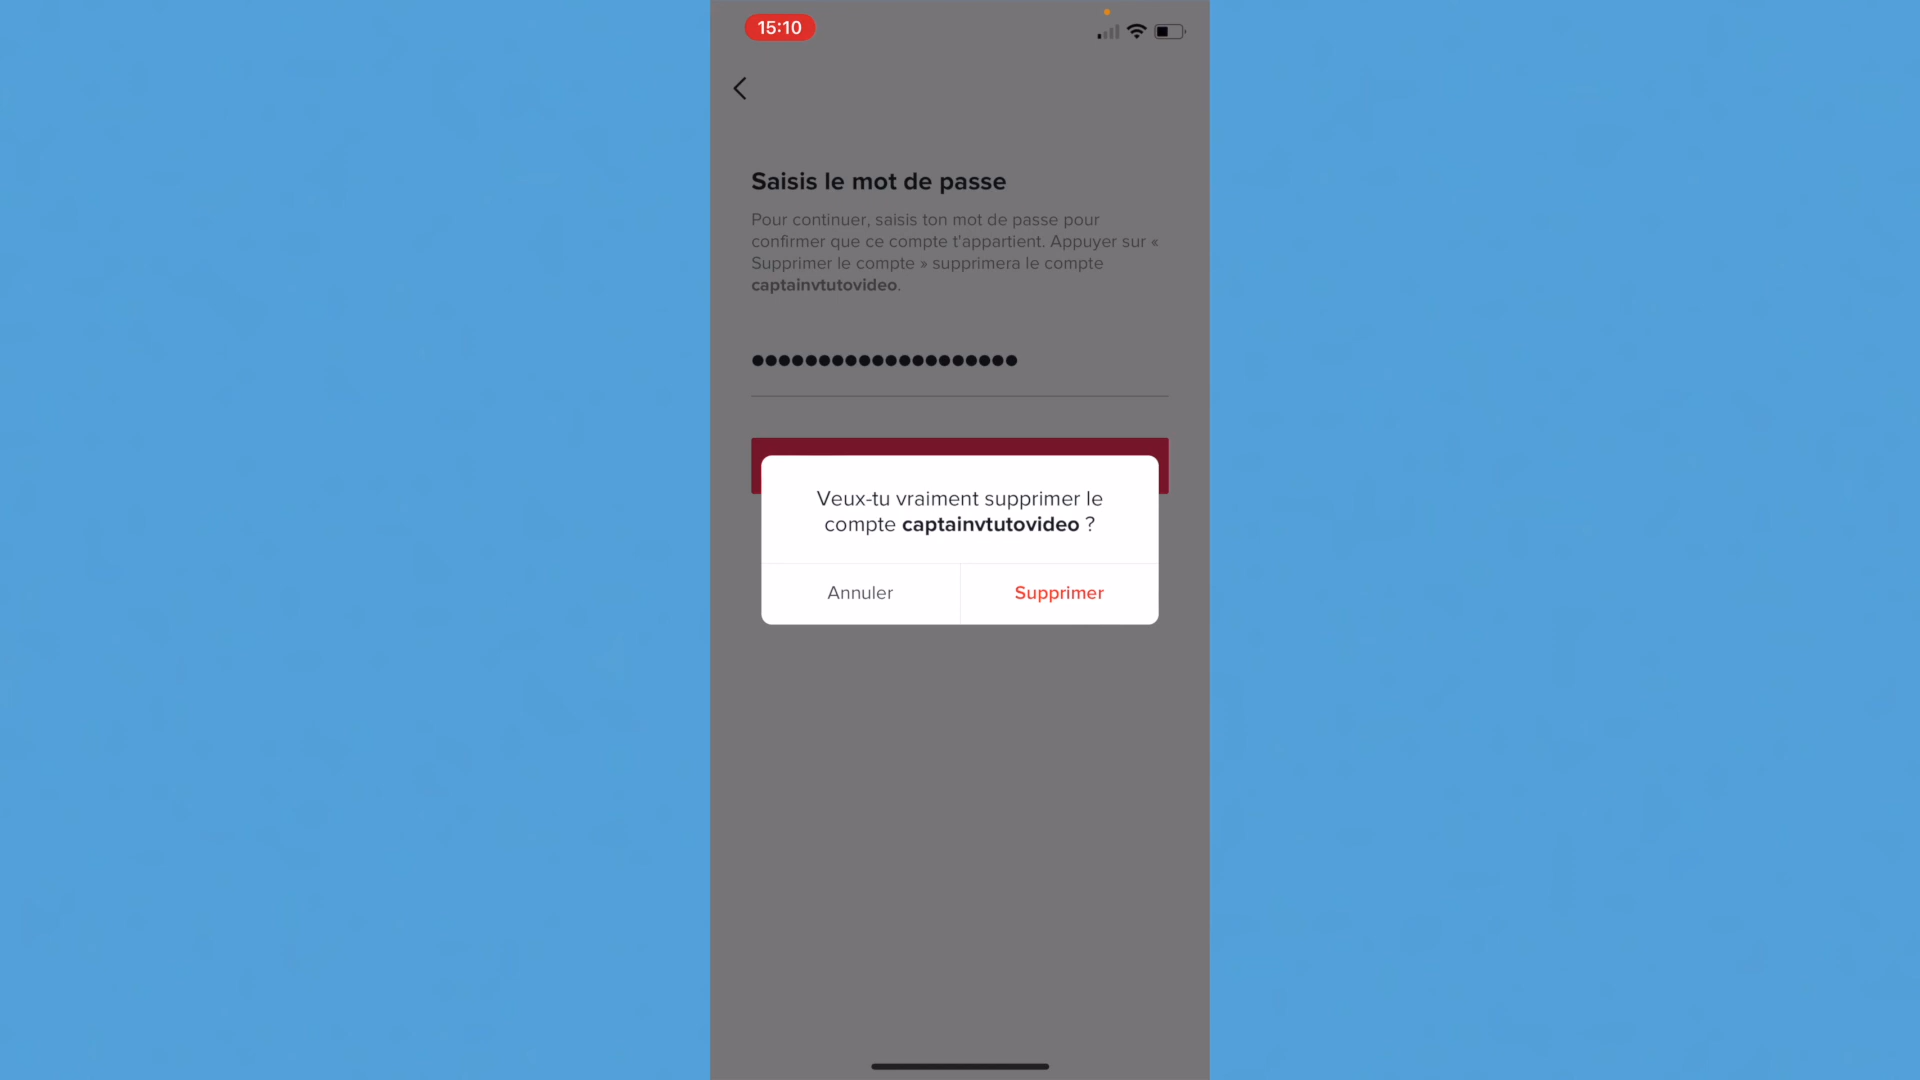 15:10
Saisis le mot de passe
Pour continuer, saisis ton mot de passe pour
confirmer que ce compte t'appartient. Appuyer sur «
Supprimer le compte » supprimera le compte
captainvtutovideo.
Veux-tu vraiment supprimer le
compte captainvtutovideo ?
Annuler
Supprimer